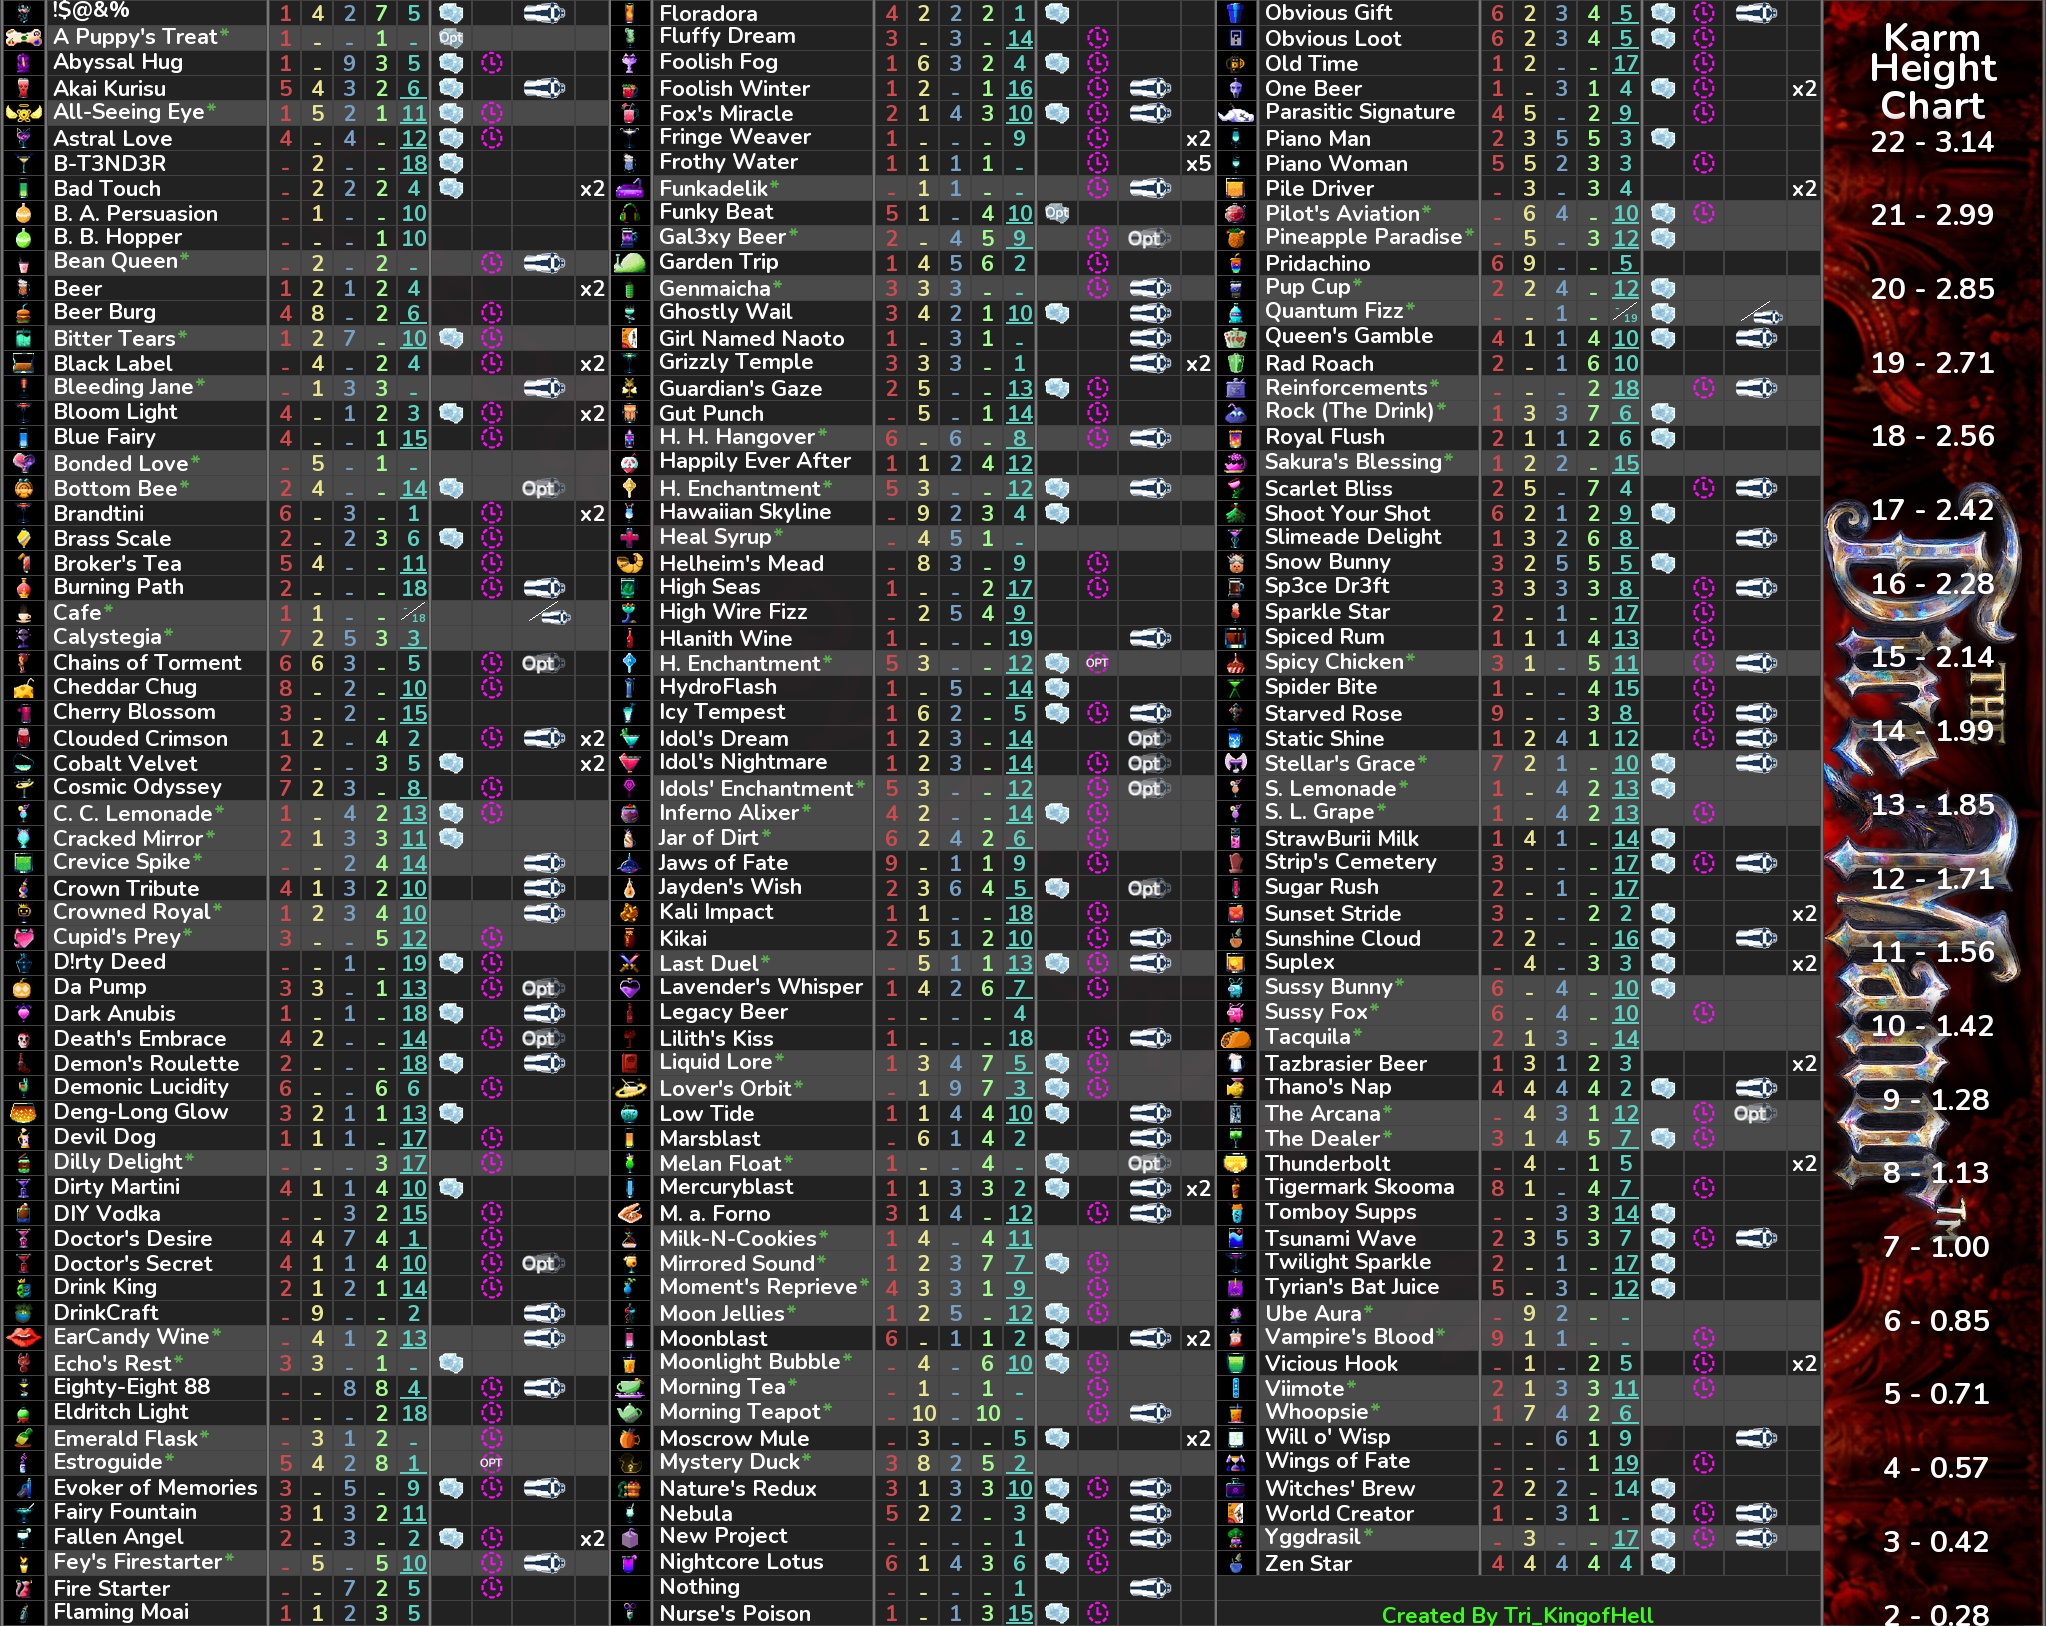 !$@&% 1 4 2 7 5
A Puppy's Treat* 1 - - 1 - Opt
Abyssal Hug 1 - 9 3 5
Akai Kurisu 5 4 3 2 6
All-Seeing Eye* 1 5 2 1 11
Astral Love 4 - 4 - 12
B-T3ND3R - 2 - - 18
Bad Touch - 2 2 2 4 x2
B. A. Persuasion - 1 - - 10
B. B. Hopper - - - 1 10
Bean Queen* - 2 - 2 -
Beer 1 2 1 2 4 x2
Beer Burg 4 8 - 2 6
Bitter Tears* 1 2 7 - 10
Black Label - 4 - 2 4 x2
Bleeding Jane* - 1 3 3 -
Bloom Light 4 - 1 2 3 x2
Blue Fairy 4 - - 1 15
Bonded Love* - 5 - 1 -
Bottom Bee* 2 4 - - 14 Opt
Brandtini 6 - 3 - 1 x2
Brass Scale 2 - 2 3 6
Broker's Tea 5 4 - - 11
Burning Path 2 - - - 18
Cafe* 1 1 - - -/18
Calystegia* 7 2 5 3 3
Chains of Torment 6 6 3 - 5 Opt
Cheddar Chug 8 - 2 - 10
Cherry Blossom 3 - 2 - 15
Clouded Crimson 1 2 - 4 2 x2
Cobalt Velvet 2 - - 3 5 x2
Cosmic Odyssey 7 2 3 - 8
C. C. Lemonade* 1 - 4 2 13
Cracked Mirror* 2 1 3 3 11
Crevice Spike* - - 2 4 14
Crown Tribute 4 1 3 2 10
Crowned Royal* 1 2 3 4 10
Cupid's Prey* 3 - - 5 12
D!rty Deed - - 1 - 19
Da Pump 3 3 - 1 13 Opt
Dark Anubis 1 - 1 - 18
Death's Embrace 4 2 - - 14 Opt
Demon's Roulette 2 - - - 18
Demonic Lucidity 6 - - 6 6
Deng-Long Glow 3 2 1 1 13
Devil Dog 1 1 1 - 17
Dilly Delight* - - - 3 17
Dirty Martini 4 1 1 4 10
DIY Vodka - - 3 2 15
Doctor's Desire 4 4 7 4 1
Doctor's Secret 4 1 1 4 10 Opt
Drink King 2 1 2 1 14
DrinkCraft - 9 - - 2
EarCandy Wine* - 4 1 2 13
Echo's Rest* 3 3 - 1 -
Eighty-Eight 88 - - 8 8 4
Eldritch Light - - - 2 18
Emerald Flask* - 3 1 2 -
Estroguide* 5 4 2 8 1 OPT
Evoker of Memories 3 - 5 - 9
Fairy Fountain 3 1 3 2 11
Fallen Angel 2 - 3 - 2 x2
Fey's Firestarter* - 5 - 5 10
Fire Starter - - 7 2 5
Flaming Moai 1 1 2 3 5
Floradora 4 2 2 2 1
Fluffy Dream 3 - 3 - 14
Foolish Fog 1 6 3 2 4
Foolish Winter 1 2 - 1 16
Fox's Miracle 2 1 4 3 10
Fringe Weaver 1 - - - 9 x2
Frothy Water 1 1 1 1 - x5
Funkadelik* - 1 1 - -
Funky Beat 5 1 - 4 10 Opt
Gal3xy Beer* 2 - 4 5 9 Opt
Garden Trip 1 4 5 6 2
Genmaicha* 3 3 3 - -
Ghostly Wail 3 4 2 1 10
Girl Named Naoto 1 - 3 1 -
Grizzly Temple 3 3 3 - 1 x2
Guardian's Gaze 2 5 - - 13
Gut Punch - 5 - 1 14
H. H. Hangover* 6 - 6 - 8
Happily Ever After 1 1 2 4 12
H. Enchantment* 5 3 - - 12
Hawaiian Skyline - 9 2 3 4
Heal Syrup* - 4 5 1 -
Helheim's Mead - 8 3 - 9
High Seas 1 - - 2 17
High Wire Fizz - 2 5 4 9
Hlanith Wine 1 - - - 19
H. Enchantment* 5 3 - - 12 OPT
HydroFlash 1 - 5 - 14
Icy Tempest 1 6 2 - 5
Idol's Dream 1 2 3 - 14 Opt
Idol's Nightmare 1 2 3 - 14 Opt
Idols' Enchantment* 5 3 - - 12 Opt
Inferno Alixer* 4 2 - - 14
Jar of Dirt* 6 2 4 2 6
Jaws of Fate 9 - 1 1 9
Jayden's Wish 2 3 6 4 5 Opt
Kali Impact 1 1 - - 18
Kikai 2 5 1 2 10
Last Duel* - 5 1 1 13
Lavender's Whisper 1 4 2 6 7
Legacy Beer - - - - 4
Lilith's Kiss 1 - - - 18
Liquid Lore* 1 3 4 7 5
Lover's Orbit* - 1 9 7 3
Low Tide 1 1 4 4 10
Marsblast - 6 1 4 2
Melan Float* 1 - - 4 - Opt
Mercuryblast 1 1 3 3 2 x2
M. a. Forno 3 1 4 - 12
Milk-N-Cookies* 1 4 - 4 11
Mirrored Sound* 1 2 3 7 7
Moment's Reprieve* 4 3 3 1 9
Moon Jellies* 1 2 5 - 12
Moonblast 6 - 1 1 2 x2
Moonlight Bubble* - 4 - 6 10
Morning Tea* - 1 - 1 -
Morning Teapot* - 10 - 10 -
Moscrow Mule - 3 - - 5 x2
Mystery Duck* 3 8 2 5 2
Nature's Redux 3 1 3 3 10
Nebula 5 2 2 - 3
New Project - - - - 1
Nightcore Lotus 6 1 4 3 6
Nothing - - - - 1
Nurse's Poison 1 - 1 3 15
Obvious Gift 6 2 3 4 5
Obvious Loot 6 2 3 4 5
Old Time 1 2 - - 17
One Beer 1 - 3 1 4 x2
Parasitic Signature 4 5 - 2 9
Piano Man 2 3 5 5 3
Piano Woman 5 5 2 3 3
Pile Driver - 3 - 3 4 x2
Pilot's Aviation* - 6 4 - 10
Pineapple Paradise* - 5 - 3 12
Pridachino 6 9 - - 5
Pup Cup* 2 2 4 - 12
Quantum Fizz* - - 1 - -/19
Queen's Gamble 4 1 1 4 10
Rad Roach 2 - 1 6 10
Reinforcements* - - - 2 18
Rock (The Drink)* 1 3 3 7 6
Royal Flush 2 1 1 2 6
Sakura's Blessing* 1 2 2 - 15
Scarlet Bliss 2 5 - 7 4
Shoot Your Shot 6 2 1 2 9
Slimeade Delight 1 3 2 6 8
Snow Bunny 3 2 5 5 5
Sp3ce Dr3ft 3 3 3 3 8
Sparkle Star 2 - 1 - 17
Spiced Rum 1 1 1 4 13
Spicy Chicken* 3 1 - 5 11
Spider Bite 1 - - 4 15
Starved Rose 9 - - 3 8
Static Shine 1 2 4 1 12
Stellar's Grace* 7 2 1 - 10
S. Lemonade* 1 - 4 2 13
S. L. Grape* 1 - 4 2 13
StrawBurii Milk 1 4 1 - 14
Strip's Cemetery 3 - - - 17
Sugar Rush 2 - 1 - 17
Sunset Stride 3 - - 2 2 x2
Sunshine Cloud 2 2 - - 16
Suplex - 4 - 3 3 x2
Sussy Bunny* 6 - 4 - 10
Sussy Fox* 6 - 4 - 10
Tacquila* 2 1 3 - 14
Tazbrasier Beer 1 3 1 2 3 x2
Thano's Nap 4 4 4 4 2
The Arcana* - 4 3 1 12 Opt
The Dealer* 3 1 4 5 7
Thunderbolt - 4 - 1 5 x2
Tigermark Skooma 8 1 - 4 7
Tomboy Supps - - 3 3 14
Tsunami Wave 2 3 5 3 7
Twilight Sparkle 2 - 1 - 17
Tyrian's Bat Juice 5 - 3 - 12
Ube Aura* - 9 2 - -
Vampire's Blood* 9 1 1 - -
Vicious Hook - 1 - 2 5 x2
Viimote* 2 1 3 3 11
Whoopsie* 1 7 4 2 6
Will o' Wisp - - 6 1 9
Wings of Fate - - - 1 19
Witches' Brew 2 2 2 - 14
World Creator 1 - 3 1 -
Yggdrasil* - 3 - - 17
Zen Star 4 4 4 4 4
Created By Tri_KingofHell
Karm
Height
Chart
22 - 3.14
21 - 2.99
20 - 2.85
19 - 2.71
18 - 2.56
17 - 2.42
16 - 2.28
15 - 2.14
14 - 1.99
13 - 1.85
12 - 1.71
11 - 1.56
10 - 1.42
9 - 1.28
8 - 1.13
7 - 1.00
6 - 0.85
5 - 0.71
4 - 0.57
3 - 0.42
2 - 0.28
THE
TM